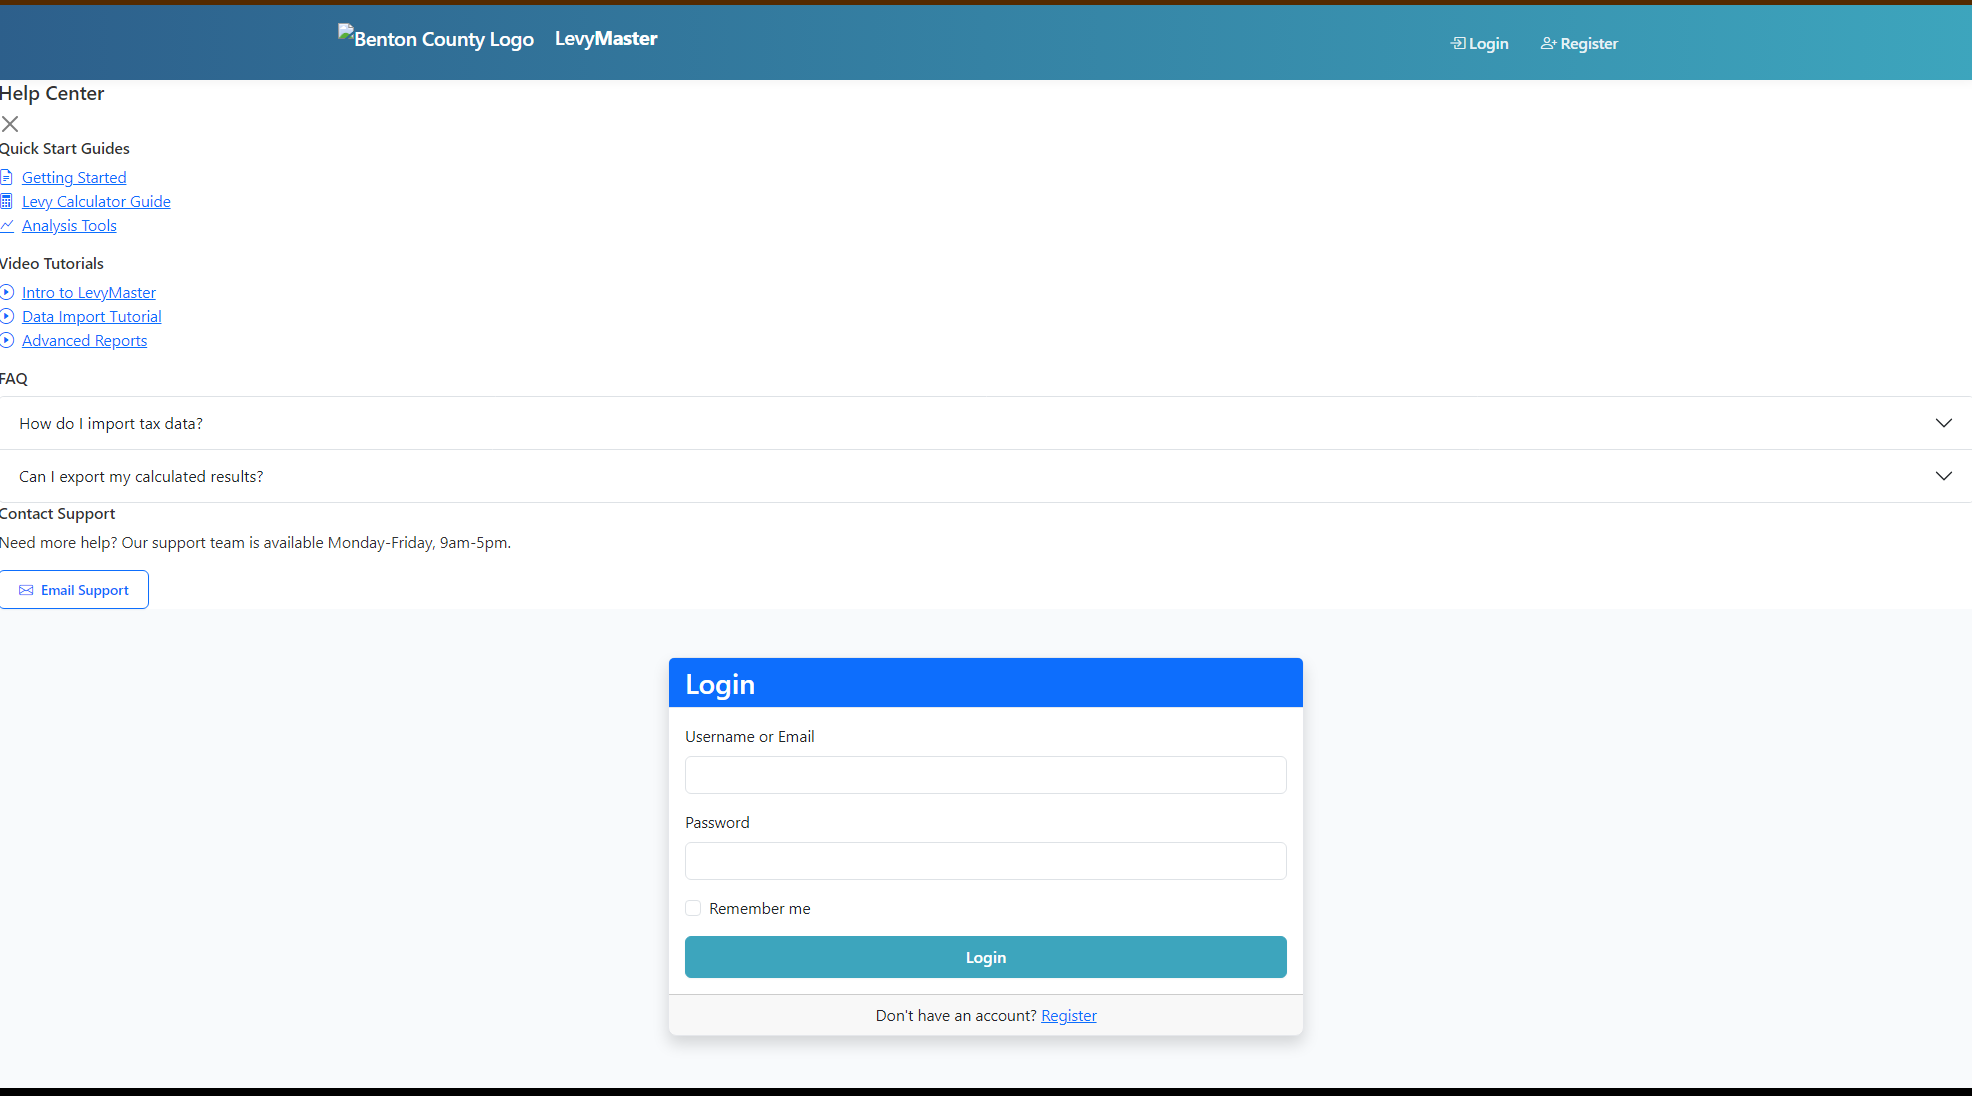 Benton County Logo LevyMaster Login Register
Help Center
Quick Start Guides
Getting Started
Levy Calculator Guide
Analysis Tools
Video Tutorials
Intro to LevyMaster
Data Import Tutorial
Advanced Reports
FAQ
How do I import tax data?
Can I export my calculated results?
Contact Support
Need more help? Our support team is available Monday-Friday, 9am-5pm.
Email Support
Login
Username or Email
Password
Remember me
Login
Don't have an account? Register